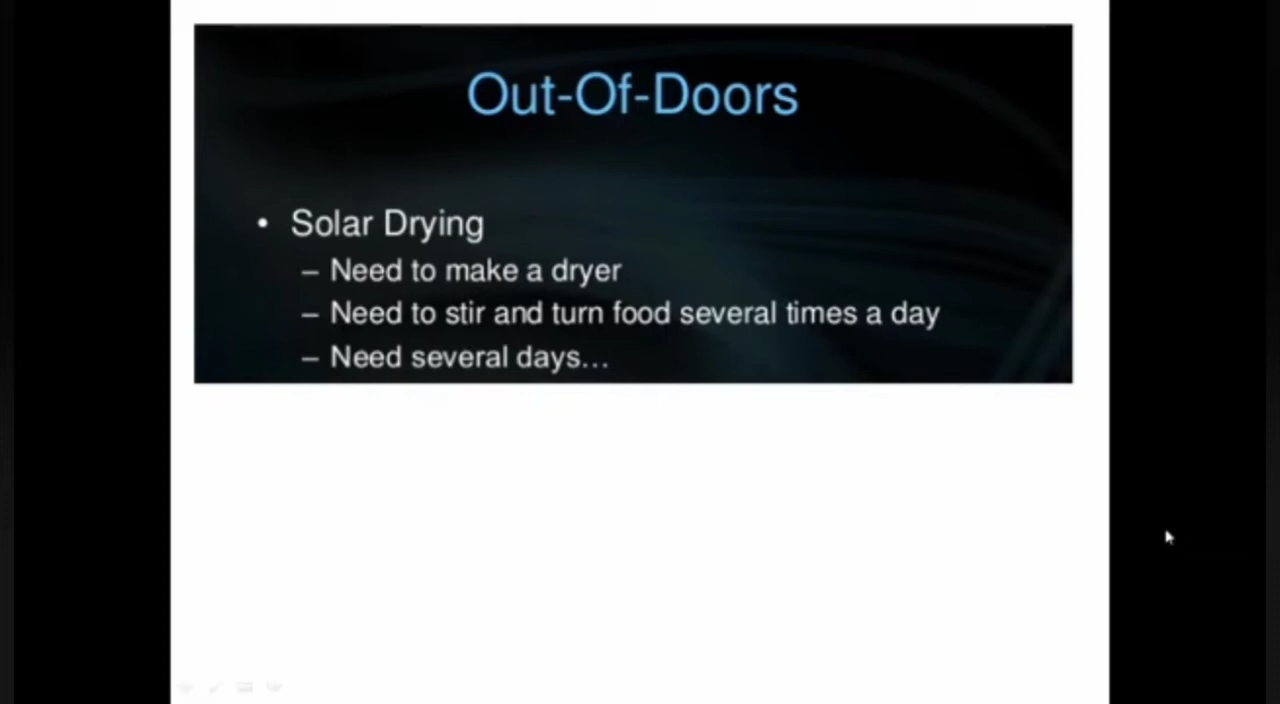 Out-Of-Doors
• Solar Drying
– Need to make a dryer
– Need to stir and turn food several times a day
– Need several days...